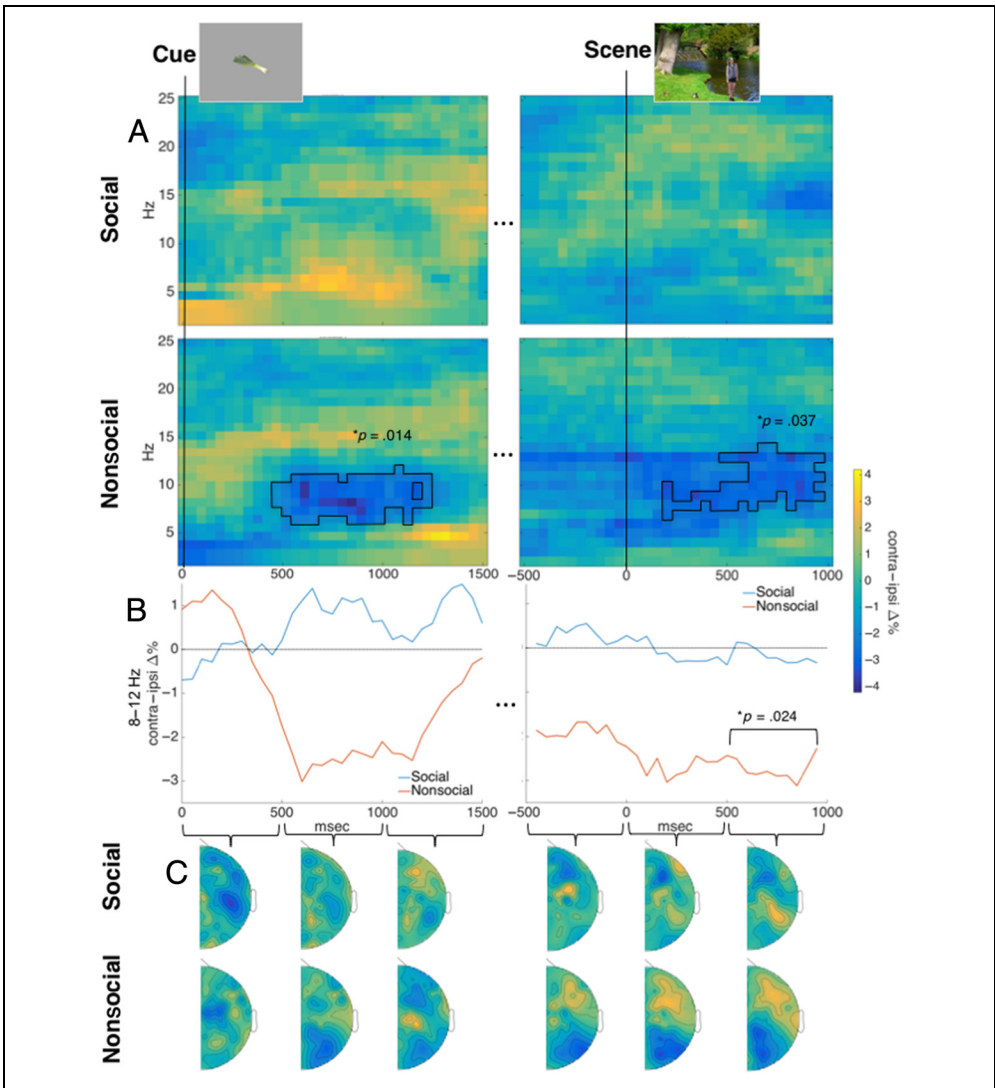 Cue
Scene
A
Social
Hz
25
20
15
10
5
...
Nonsocial
Hz
25
20
15
10
5
*p = .014
...
*p = .037
0
500
1000
1500
−500
0
500
1000
4
3
2
1
0
−1
−2
−3
−4
contra−ipsi Δ%
B
8–12 Hz
contra−ipsi Δ%
1
0
−1
−2
−3
Social
Nonsocial
...
Social
Nonsocial
*p = .024
0
500
1000
1500
msec
−500
0
500
1000
msec
C
Social
Nonsocial